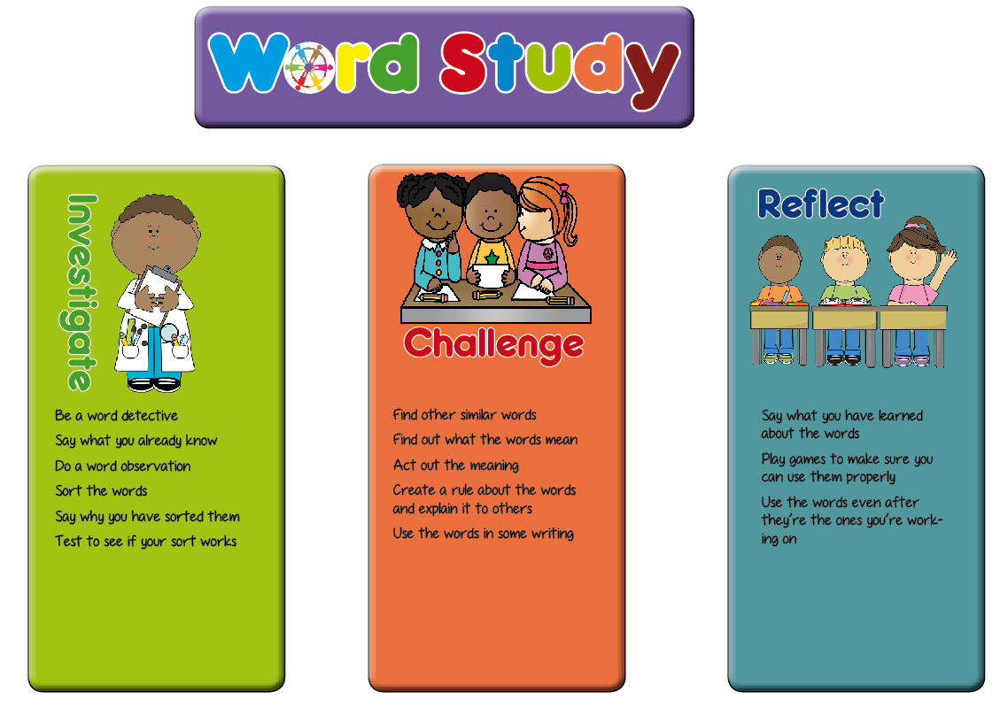 Word Study
Investigate
Be a word detective
Say what you already know
Do a word observation
Sort the words
Say why you have sorted them
Test to see if your sort works
Challenge
Find other similar words
Find out what the words mean
Act out the meaning
Create a rule about the words
and explain it to others
Use the words in some writing
Reflect
Say what you have learned
about the words
Play games to make sure you
can use them properly
Use the words even after
they're the ones you're work-
ing on